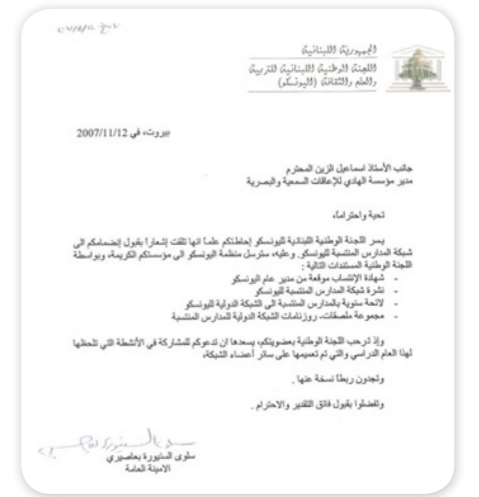 الجمهورية اللبنانية
اللجنة الوطنية اللبنانية للتربية
والعلم والثقافة (اليونسكو)
بيروت، في 2007/11/12
جانب الأستاذ اسماعيل الزين المحترم
مدير مؤسسة الهادي للإعاقات السمعية والبصرية
تحية واحتراماً،
يسر اللجنة الوطنية اللبنانية لليونسكو إحاطتكم علماً انها تلقت إشعاراً بقبول إنضمامكم الى
شبكة المدارس المنتسبة لليونسكو. وعليه، سترسل منظمة اليونسكو الى مؤسستكم الكريمة، وبواسطة
اللجنة الوطنية المستندات التالية :
- شهادة الإنتساب موقعة من مدير عام اليونسكو
- نشرة شبكة المدارس المنتسبة لليونسكو
- لائحة سنوية بالمدارس المنتسبة الى الشبكة الدولية لليونسكو
- مجموعة ملصقات، روزنامات الشبكة الدولية للمدارس المنتسبة
وإذ ترحب اللجنة الوطنية بعضويتكم، يسعدها ان تدعوكم للمشاركة في الأنشطة التي تلحظها
لهذا العام الدراسي والتي تم تعميمها على سائر أعضاء الشبكة،
وتجدون ربطاً نسخة عنها .
وتفضلوا بقبول فائق التقدير والاحترام .
سلوى السنيورة بعاصيري
الامينة العامة